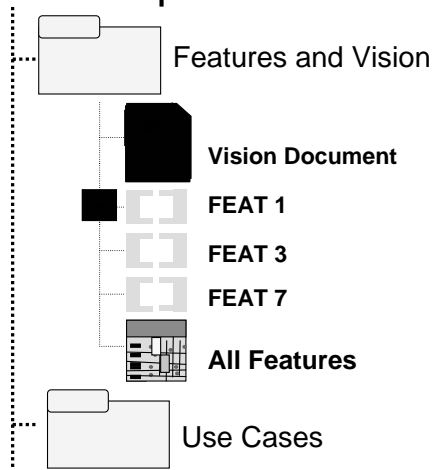 Features and Vision
Vision Document
FEAT 1
FEAT 3
FEAT 7
All Features
Use Cases